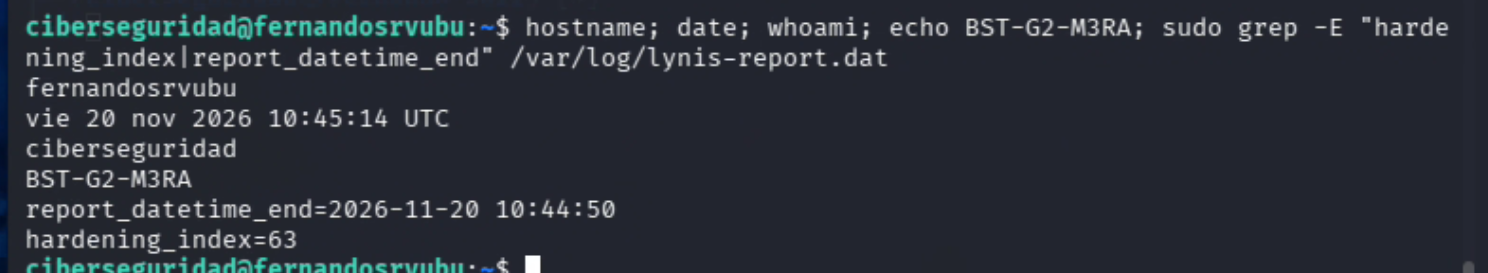 ciberseguridad@fernandosrvubu:~$ hostname; date; whoami; echo BST-G2-M3RA; sudo grep -E "harde
ning_index|report_datetime_end" /var/log/lynis-report.dat
fernandosrvubu
vie 20 nov 2026 10:45:14 UTC
ciberseguridad
BST-G2-M3RA
report_datetime_end=2026-11-20 10:44:50
hardening_index=63
ciberseguridad@fernandosrvubu:~$